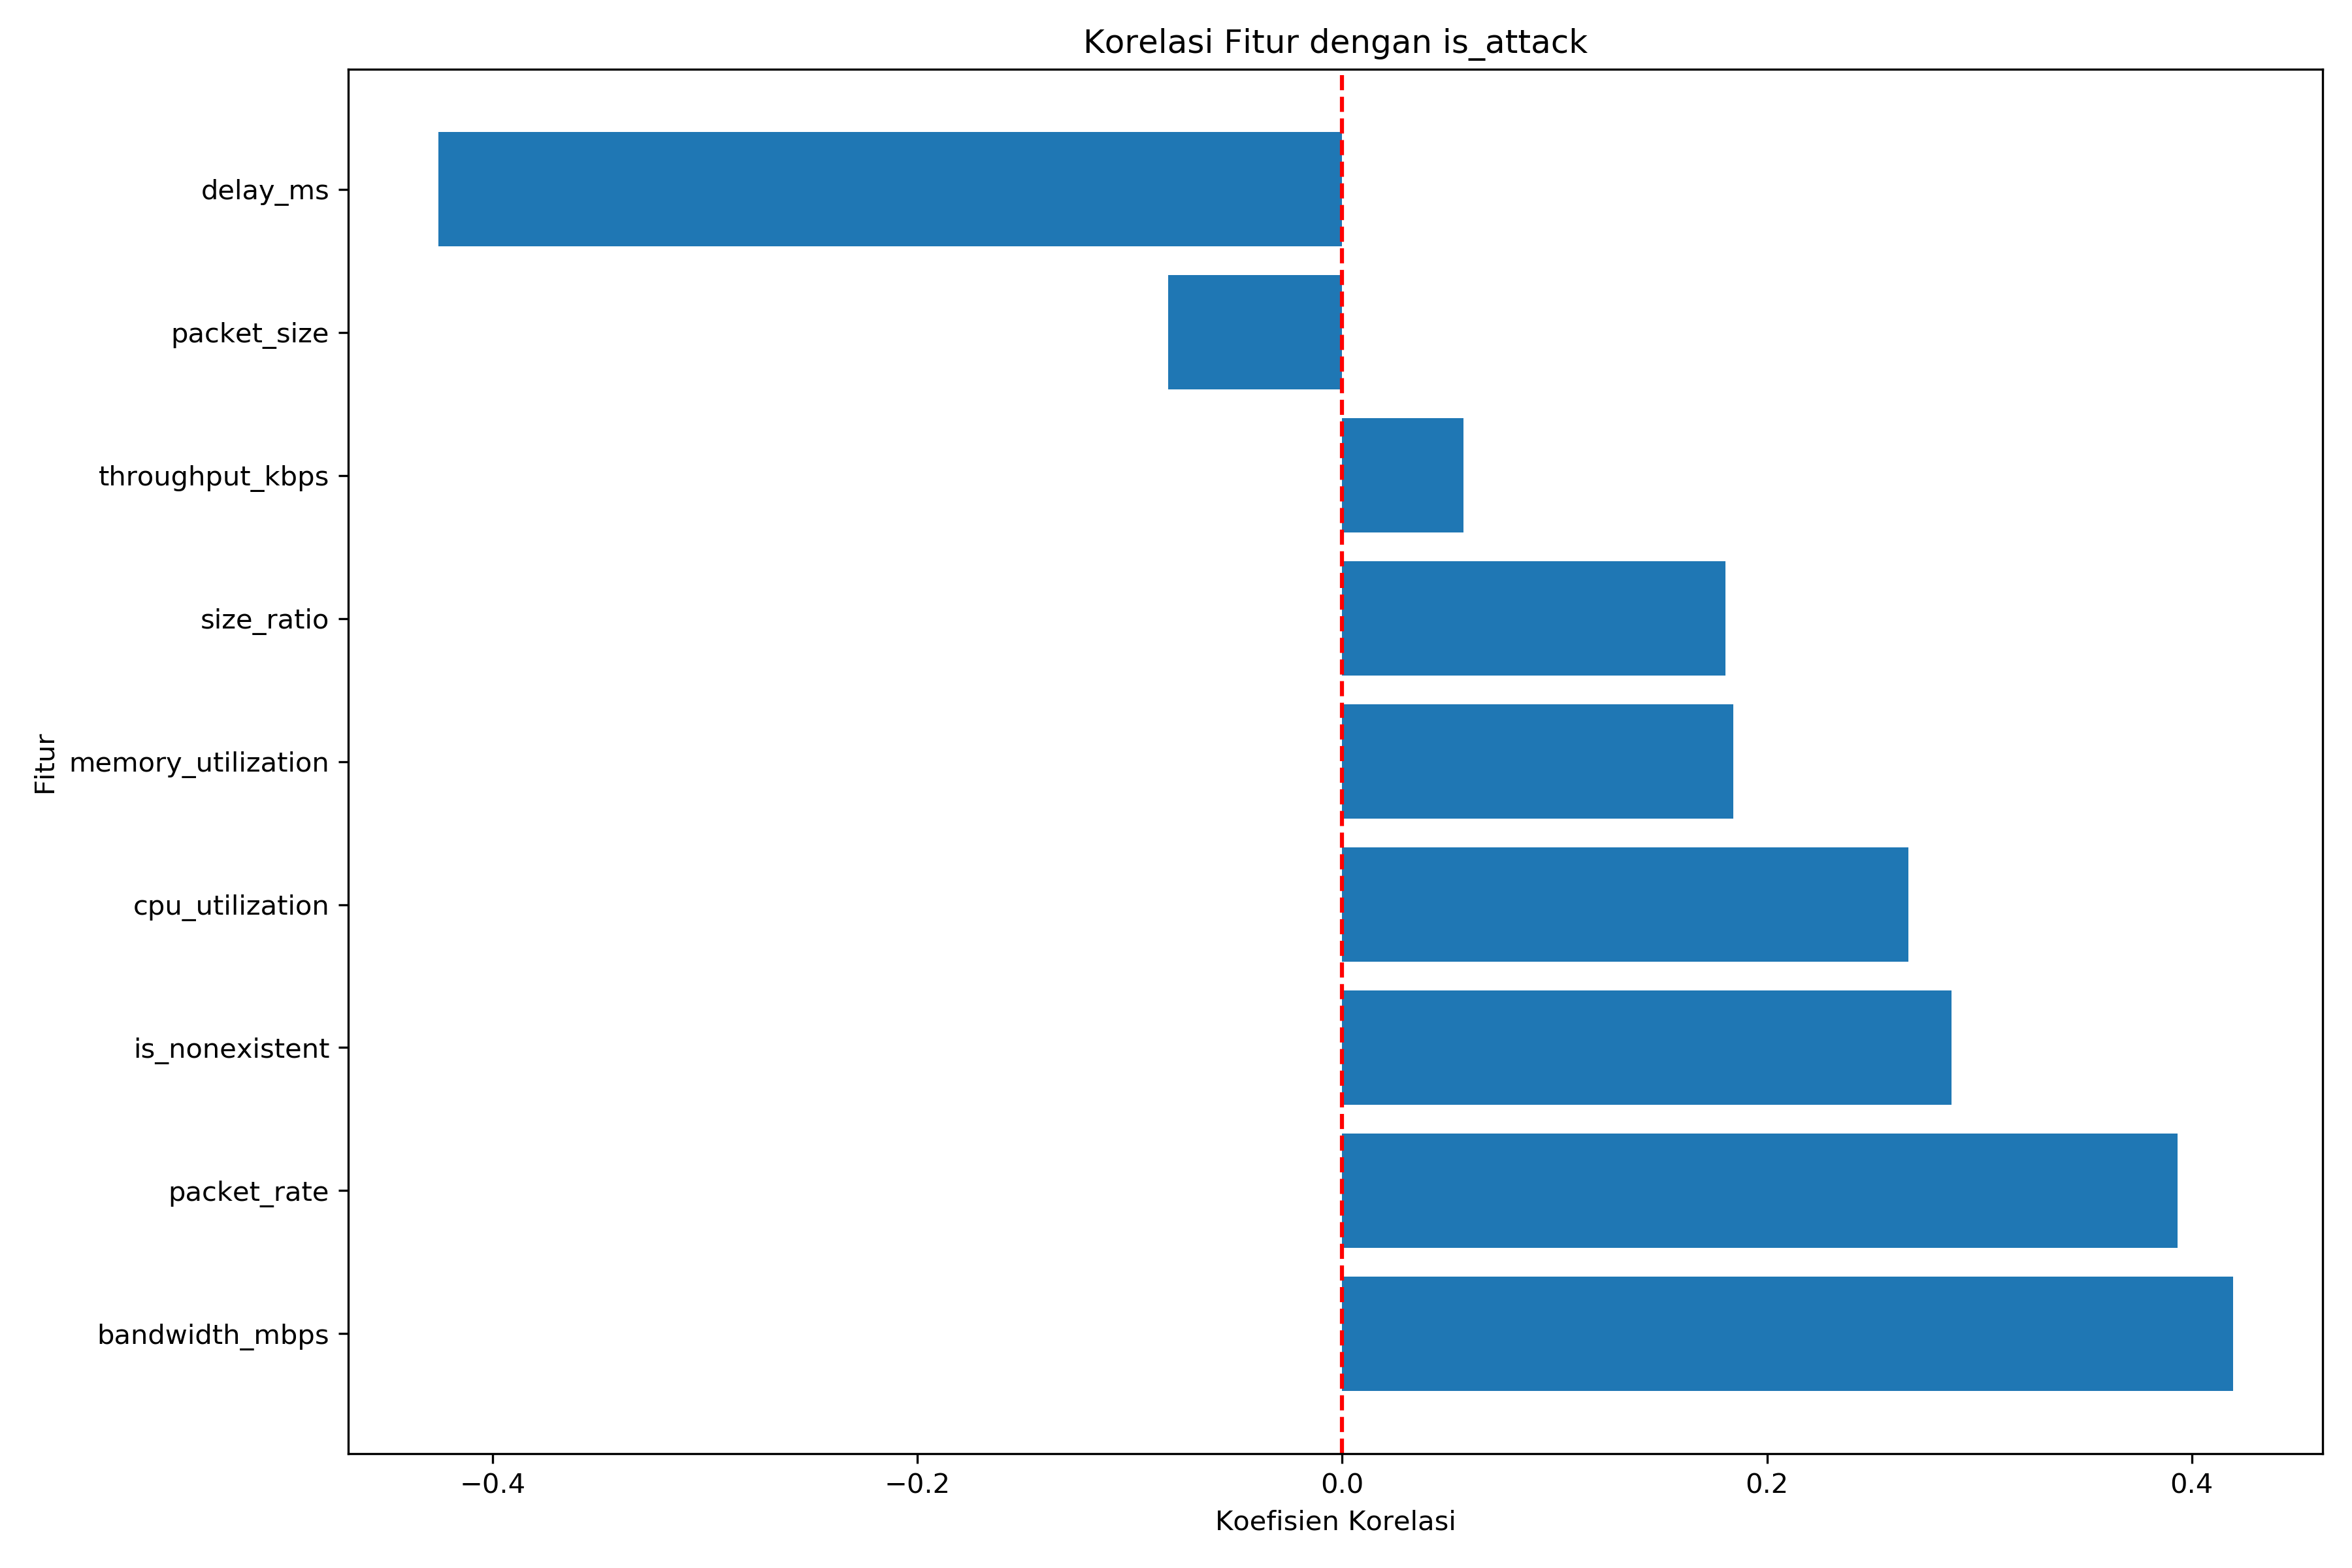 Korelasi Fitur dengan is_attack
Fitur
delay_ms
packet_size
throughput_kbps
size_ratio
memory_utilization
cpu_utilization
is_nonexistent
packet_rate
bandwidth_mbps
−0.4 −0.2 0.0 0.2 0.4
Koefisien Korelasi